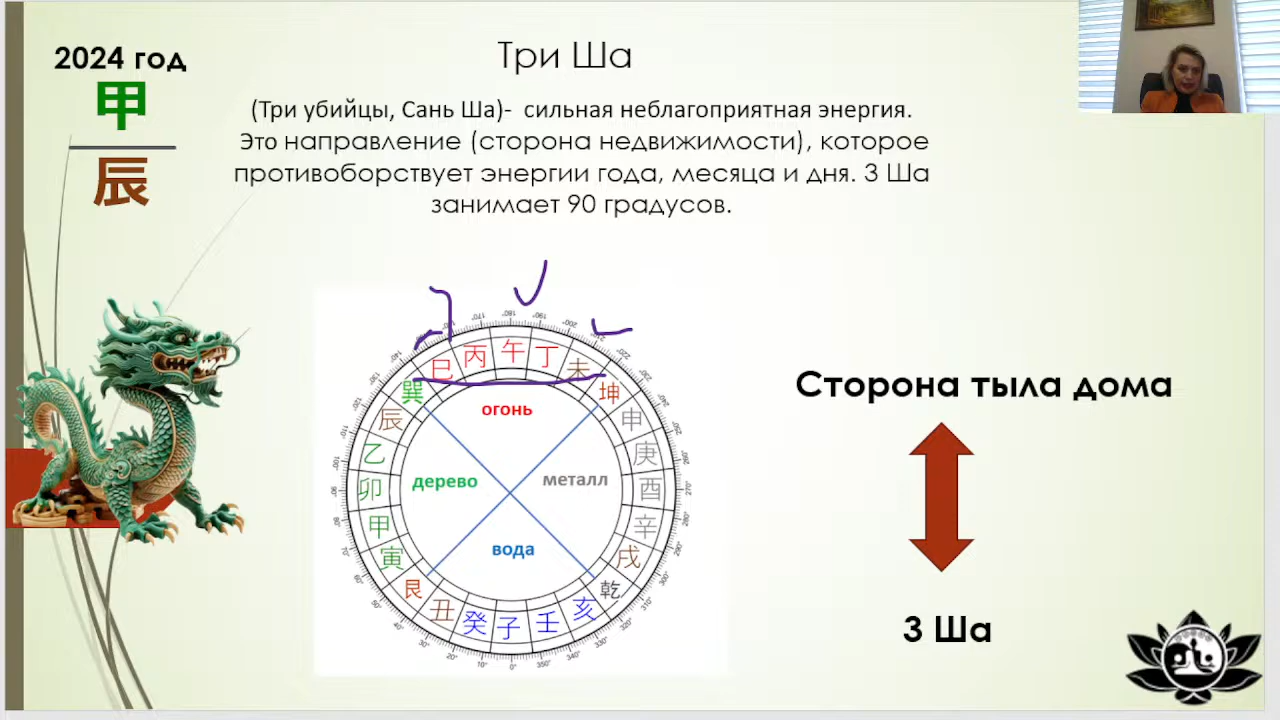 2024 год
甲
辰
Три Ша
(Три убийцы, Сань Ша)- сильная неблагоприятная энергия.
Это направление (сторона недвижимости), которое
противоборствует энергии года, месяца и дня. 3 Ша
занимает 90 градусов.
巳 丙 午 丁 未 坤 申 庚 酉 辛 戌 乾 亥 壬 子 癸 丑 艮 寅 甲 卯 乙 辰 巽
огонь
дерево
металл
вода
Сторона тыла дома
3 Ша